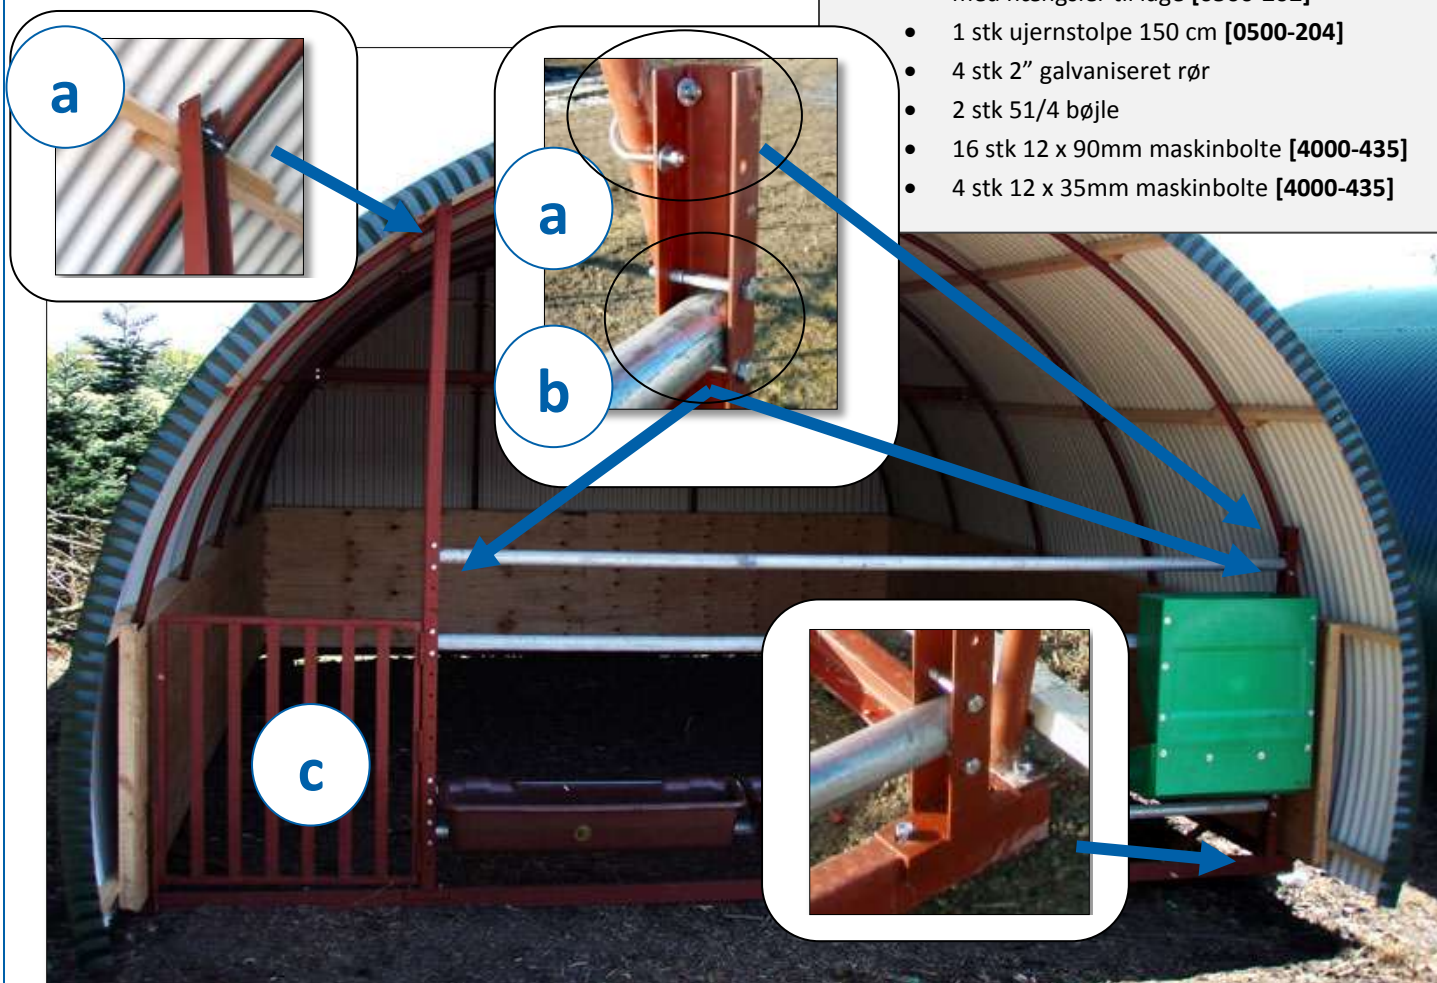 • 1 stk ujernstolpe 150 cm [0500-204]
• 4 stk 2” galvaniseret rør
• 2 stk 51/4 bøjle
• 16 stk 12 x 90mm maskinbolte [4000-435]
• 4 stk 12 x 35mm maskinbolte [4000-435]
a
a
b
c